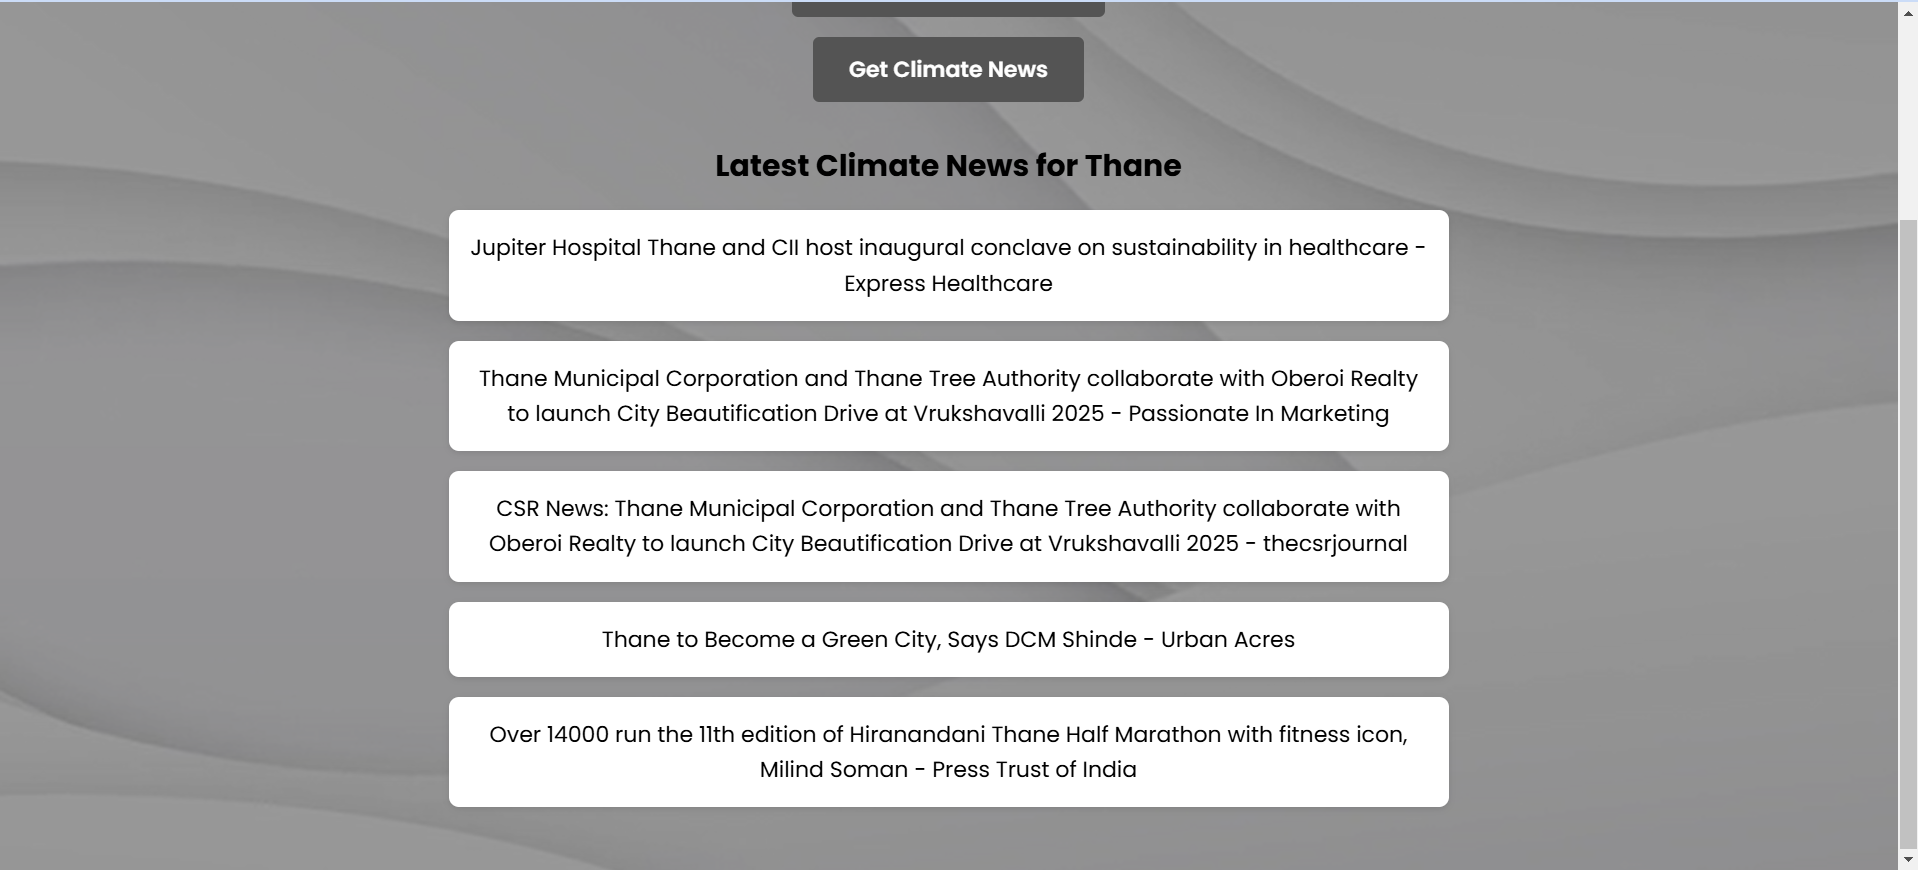 Get Climate News
Latest Climate News for Thane
Jupiter Hospital Thane and CII host inaugural conclave on sustainability in healthcare -
Express Healthcare
Thane Municipal Corporation and Thane Tree Authority collaborate with Oberoi Realty
to launch City Beautification Drive at Vrukshavalli 2025 - Passionate In Marketing
CSR News: Thane Municipal Corporation and Thane Tree Authority collaborate with
Oberoi Realty to launch City Beautification Drive at Vrukshavalli 2025 - thecsrjournal
Thane to Become a Green City, Says DCM Shinde - Urban Acres
Over 14000 run the 11th edition of Hiranandani Thane Half Marathon with fitness icon,
Milind Soman - Press Trust of India